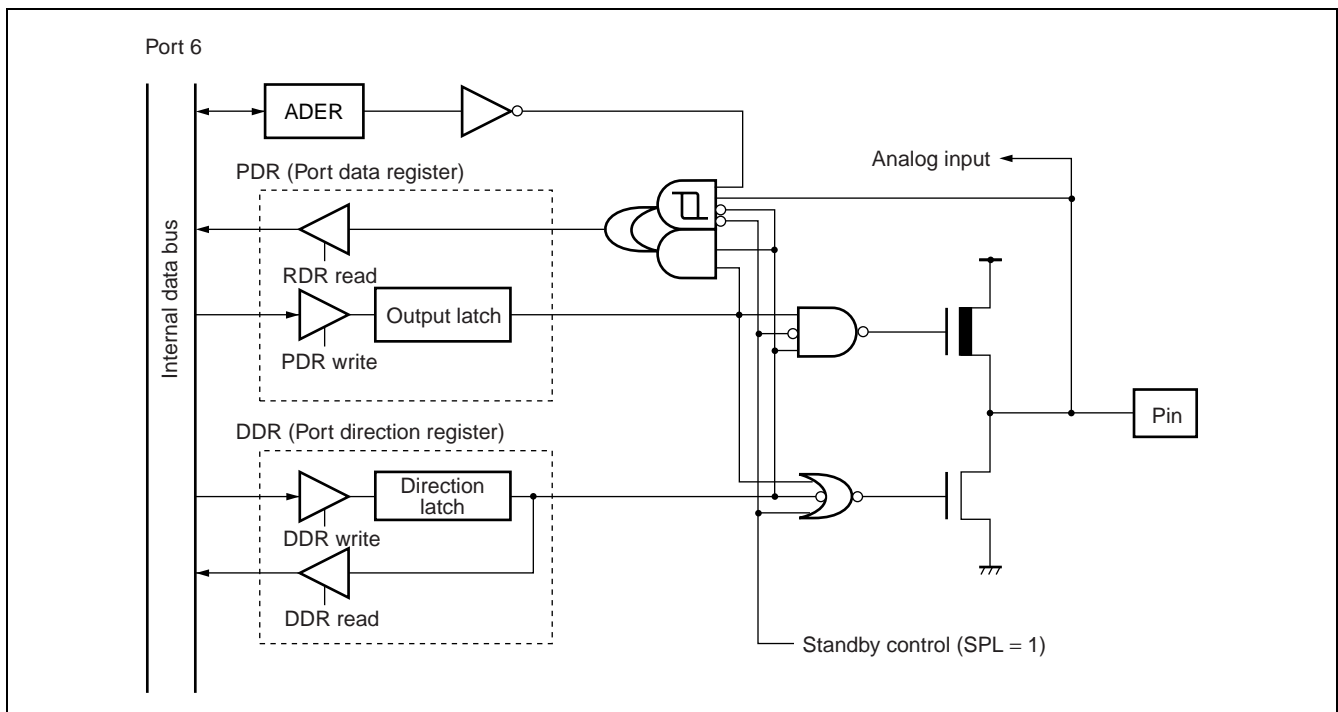 Port 6
ADER
Analog input
PDR (Port data register)
Internal data bus
RDR read
Output latch
PDR write
Pin
DDR (Port direction register)
Direction
latch
DDR write
DDR read
Standby control (SPL = 1)